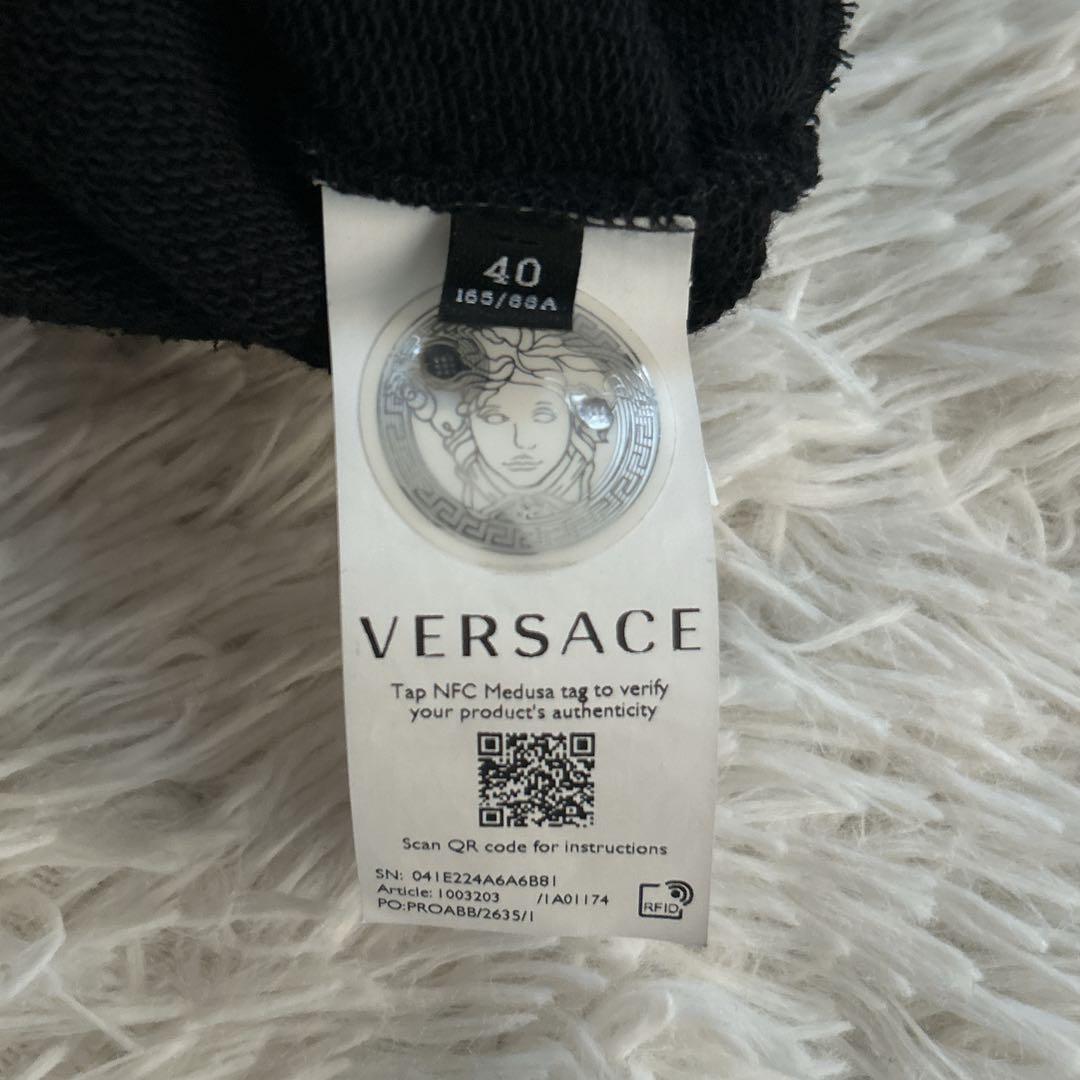 40
165/88A
VERSACE
Tap NFC Medusa tag to verify
your product's authenticity
Scan QR code for instructions
SN: 041E224A6A6B81
Article: 1003203 /1A01174
PO:PROABB/2635/1
RFID